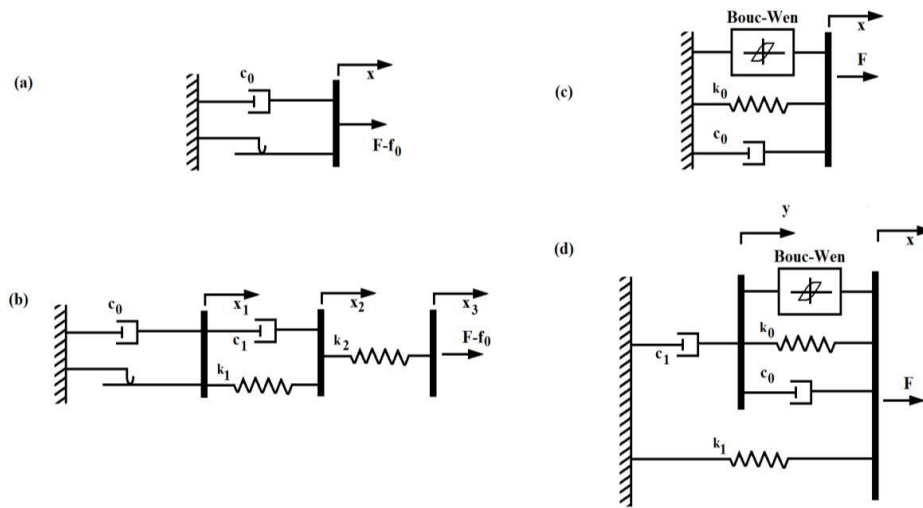 (a)
c0
x
F-f0
(b)
c0
x1
c1
k1
x2
k2
x3
F-f0
(c)
Bouc-Wen
x
F
k0
c0
(d)
y
x
Bouc-Wen
c1
k0
c0
F
k1